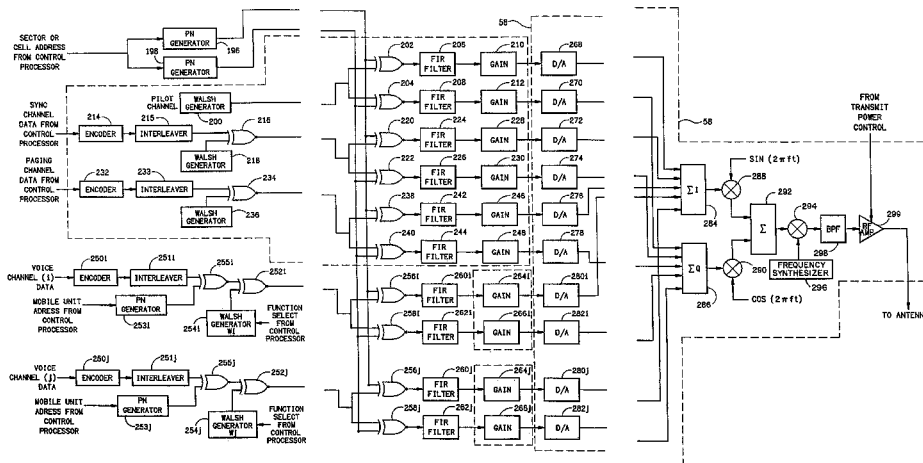 SECTOR OR
CELL ADDRESS
FROM CONTROL
PROCESSOR
PN
GENERATOR
196
198
PN
GENERATOR
PILOT
CHANNEL
WALSH
GENERATOR
200
SYNC
CHANNEL
DATA FROM
CONTROL
PROCESSOR
214
ENCODER
215
INTERLEAVER
216
WALSH
GENERATOR
218
PAGING
CHANNEL
DATA FROM
CONTROL
PROCESSOR
232
ENCODER
233
INTERLEAVER
234
WALSH
GENERATOR
236
VOICE
CHANNEL (i)
DATA
250i
ENCODER
251i
INTERLEAVER
255i
252i
MOBILE UNIT
ADRESS FROM
CONTROL
PROCESSOR
PN
GENERATOR
253i
254i
WALSH
GENERATOR
Wi
FUNCTION
SELECT
FROM
CONTROL
PROCESSOR
VOICE
CHANNEL (j)
DATA
250j
ENCODER
251j
INTERLEAVER
255j
252j
MOBILE UNIT
ADRESS FROM
CONTROL
PROCESSOR
PN
GENERATOR
253j
254j
WALSH
GENERATOR
Wj
FUNCTION
SELECT
FROM
CONTROL
PROCESSOR
58
202
206
FIR
FILTER
210
GAIN
268
D/A
204
208
FIR
FILTER
212
GAIN
270
D/A
220
224
FIR
FILTER
228
GAIN
272
D/A
222
226
FIR
FILTER
230
GAIN
274
D/A
238
242
FIR
FILTER
246
GAIN
276
D/A
240
244
FIR
FILTER
248
GAIN
278
D/A
256i
260i
FIR
FILTER
264i
GAIN
280i
D/A
258i
262i
FIR
FILTER
266i
GAIN
282i
D/A
256j
260j
FIR
FILTER
264j
GAIN
280j
D/A
258j
262j
FIR
FILTER
266j
GAIN
282j
D/A
58
FROM
TRANSMIT
POWER
CONTROL
SIN (2πft)
288
Σ I
284
292
Σ
294
BPF
298
RF
AMP
299
Σ Q
286
290
FREQUENCY
SYNTHESIZER
296
COS (2πft)
TO ANTENN